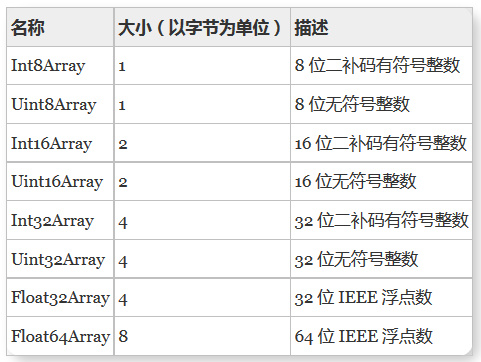 名称 大小（以字节为单位） 描述
Int8Array 1 8 位二补码有符号整数
Uint8Array 1 8 位无符号整数
Int16Array 2 16 位二补码有符号整数
Uint16Array 2 16 位无符号整数
Int32Array 4 32 位二补码有符号整数
Uint32Array 4 32 位无符号整数
Float32Array 4 32 位 IEEE 浮点数
Float64Array 8 64 位 IEEE 浮点数